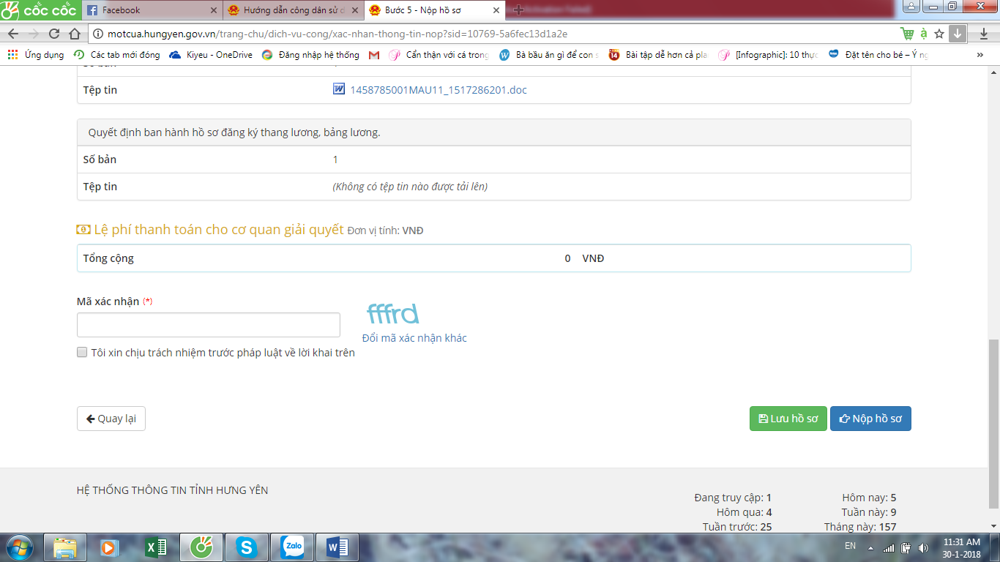 cốc cốc
Facebook
Hướng dẫn công dân sử d
Bước 5 - Nộp hồ sơ
motcua.hungyen.gov.vn/trang-chu/dich-vu-cong/xac-nhan-thong-tin-nop?sid=10769-5a6fec13d1a2e
Ứng dụng
Các tab mới đóng
Kiyeu - OneDrive
Đăng nhập hệ thống
Cẩn thận với cá trong
Bà bầu ăn gì để con s
Bài tập dễ hơn cả pla
[Infographic]: 10 thực
Đặt tên cho bé – Ý ng
Tệp tin 1458785001MAU11_1517286201.doc
Quyết định ban hành hồ sơ đăng ký thang lương, bảng lương.
Số bản 1
Tệp tin (Không có tệp tin nào được tải lên)
Lệ phí thanh toán cho cơ quan giải quyết Đơn vị tính: VNĐ
Tổng cộng 0 VNĐ
Mã xác nhận (*)
fffrd
Đổi mã xác nhận khác
Tôi xin chịu trách nhiệm trước pháp luật về lời khai trên
Quay lại
Lưu hồ sơ
Nộp hồ sơ
HỆ THỐNG THÔNG TIN TỈNH HƯNG YÊN
Đang truy cập: 1 Hôm nay: 5
Hôm qua: 4 Tuần này: 9
Tuần trước: 25 Tháng này: 157
Zalo
EN
11:31 AM
30-1-2018